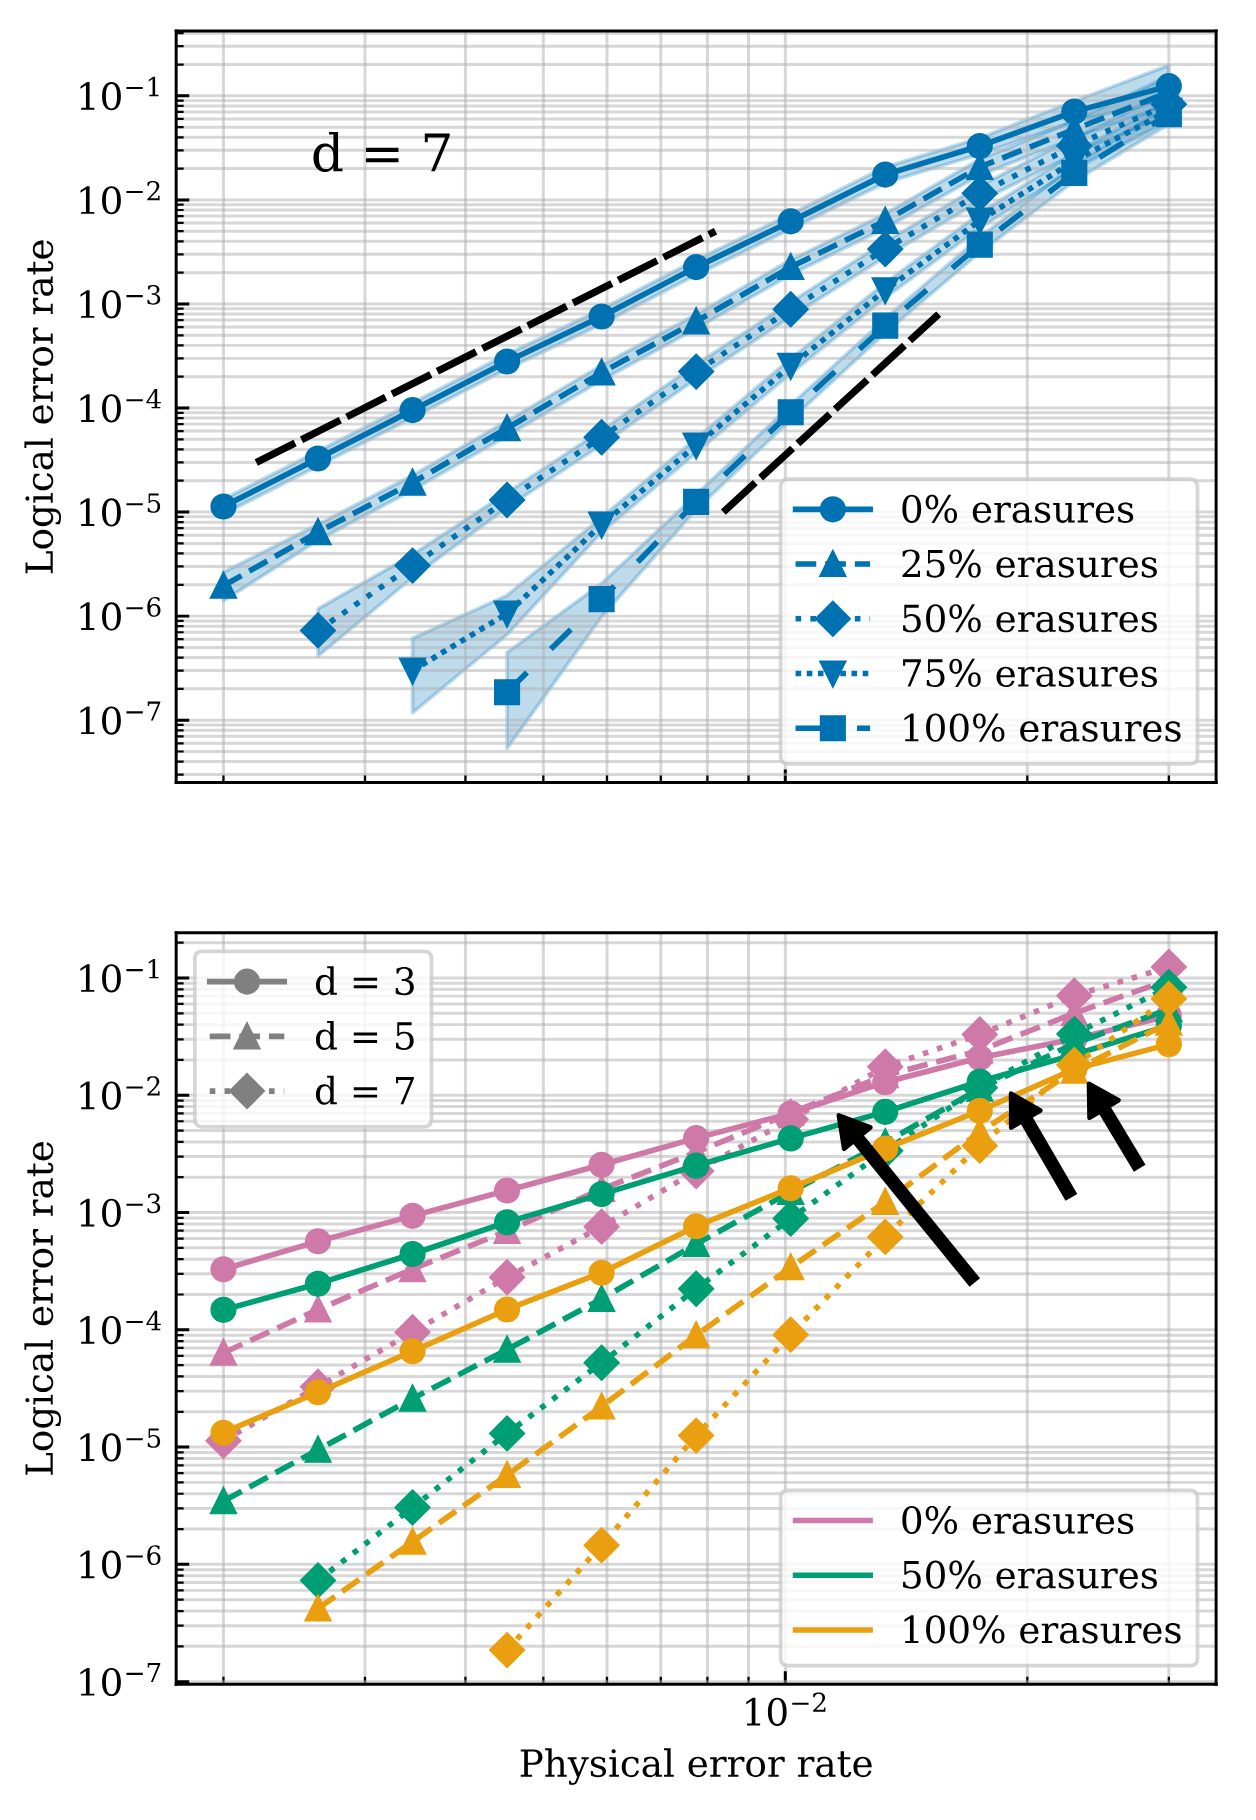 10⁻¹
10⁻²
10⁻³
10⁻⁴
10⁻⁵
10⁻⁶
10⁻⁷
Logical error rate
d = 7
0% erasures
25% erasures
50% erasures
75% erasures
100% erasures
10⁻¹
10⁻²
10⁻³
10⁻⁴
10⁻⁵
10⁻⁶
10⁻⁷
Logical error rate
d = 3
d = 5
d = 7
0% erasures
50% erasures
100% erasures
10⁻²
Physical error rate